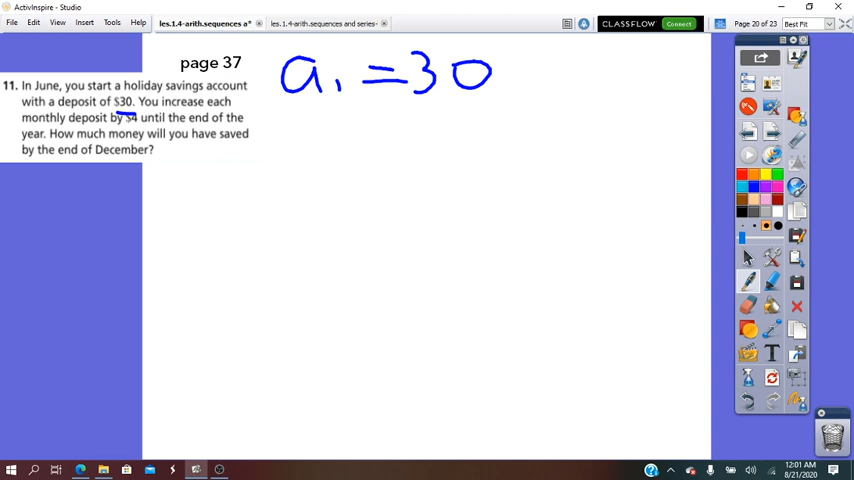 ActivInspire - Studio
File Edit View Insert Tools Help
les.1.4-arith.sequences a*
les.1.4-arith.sequences and series-
CLASSFLOW
Connect
Page 20 of 23
Best Fit
page 37
a₁ = 30
11. In June, you start a holiday savings account
with a deposit of $30. You increase each
monthly deposit by $4 until the end of the
year. How much money will you have saved
by the end of December?
12:01 AM
8/21/2020